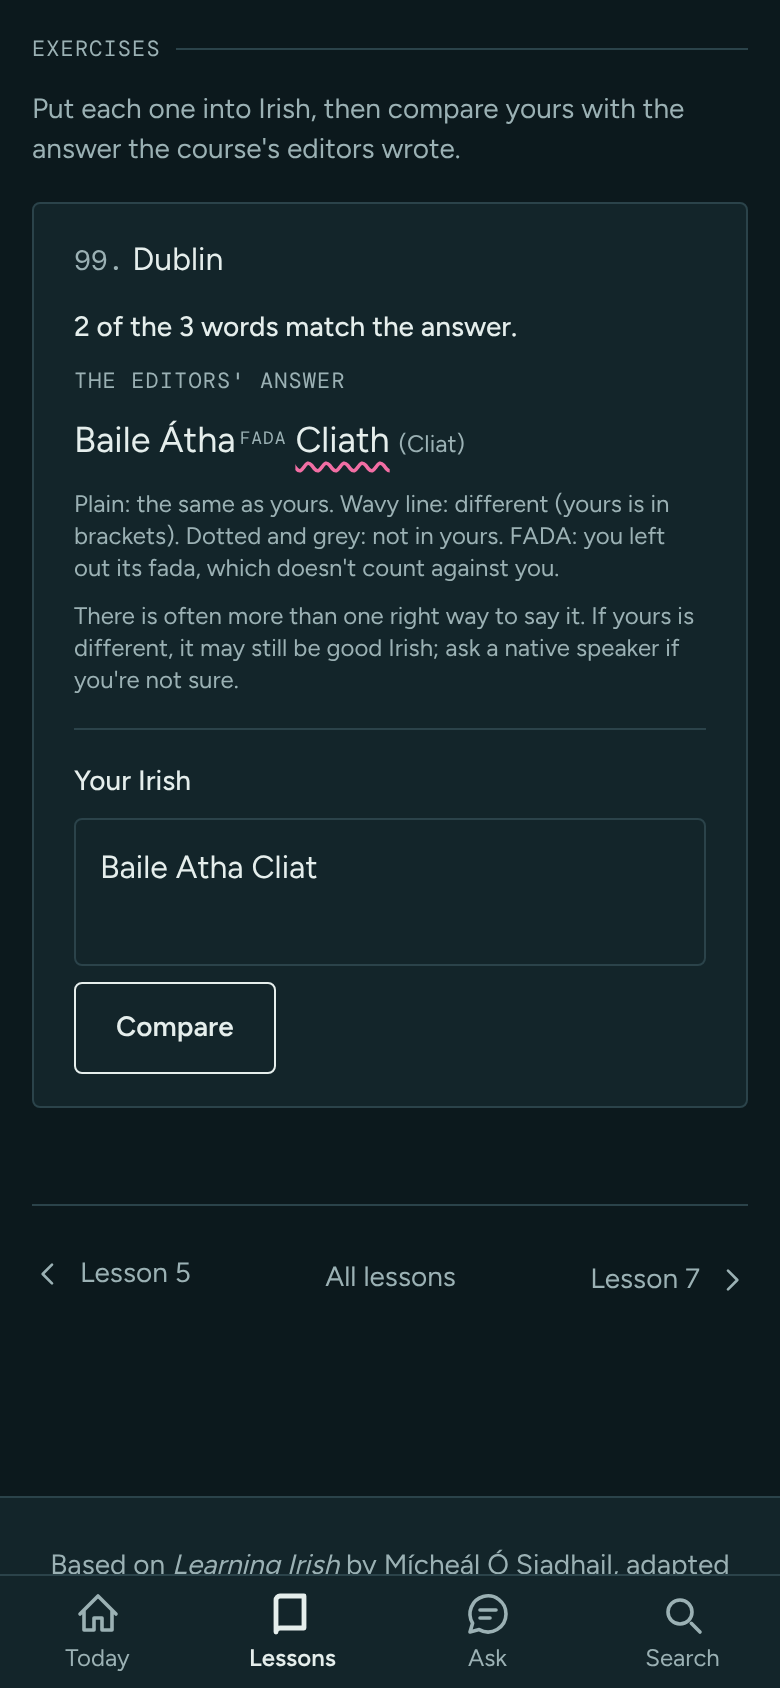 EXERCISES
Put each one into Irish, then compare yours with the
answer the course's editors wrote.
99. Dublin
2 of the 3 words match the answer.
THE EDITORS' ANSWER
Baile Átha FADA Cliath (Cliat)
Plain: the same as yours. Wavy line: different (yours is in
brackets). Dotted and grey: not in yours. FADA: you left
out its fada, which doesn't count against you.
There is often more than one right way to say it. If yours is
different, it may still be good Irish; ask a native speaker if
you're not sure.
Your Irish
Baile Atha Cliat
Compare
Lesson 5
All lessons
Lesson 7
Based on Learning Irish by Mícheál Ó Siadhail, adapted
Today
Lessons
Ask
Search